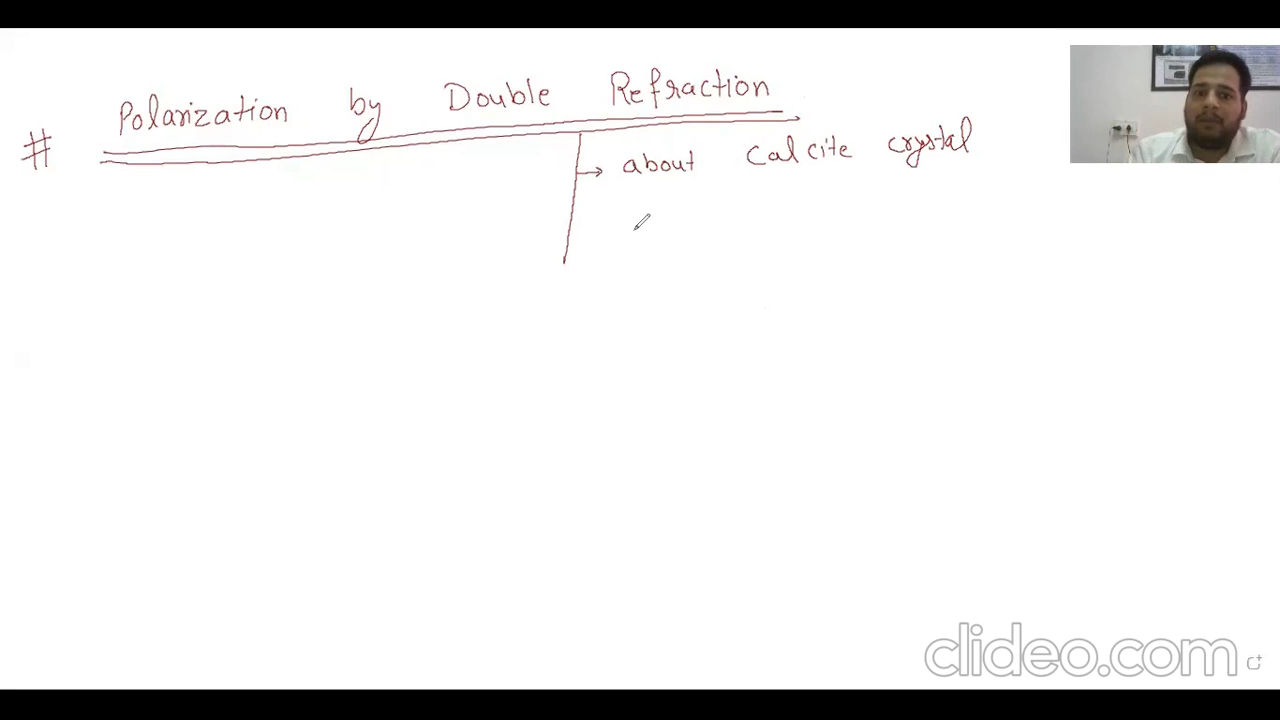 # Polarization by Double Refraction
about calcite crystal
clideo.com